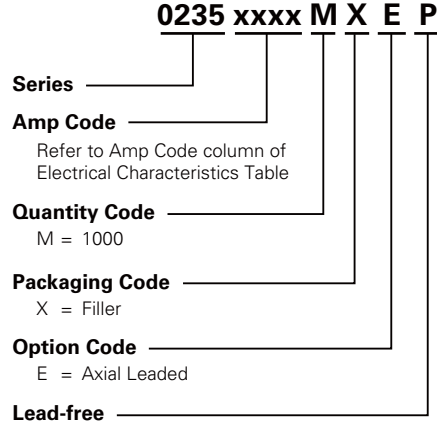 0235 xxxx M X E P
Series
Amp Code
Refer to Amp Code column of
Electrical Characteristics Table
Quantity Code
M = 1000
Packaging Code
X = Filler
Option Code
E = Axial Leaded
Lead-free